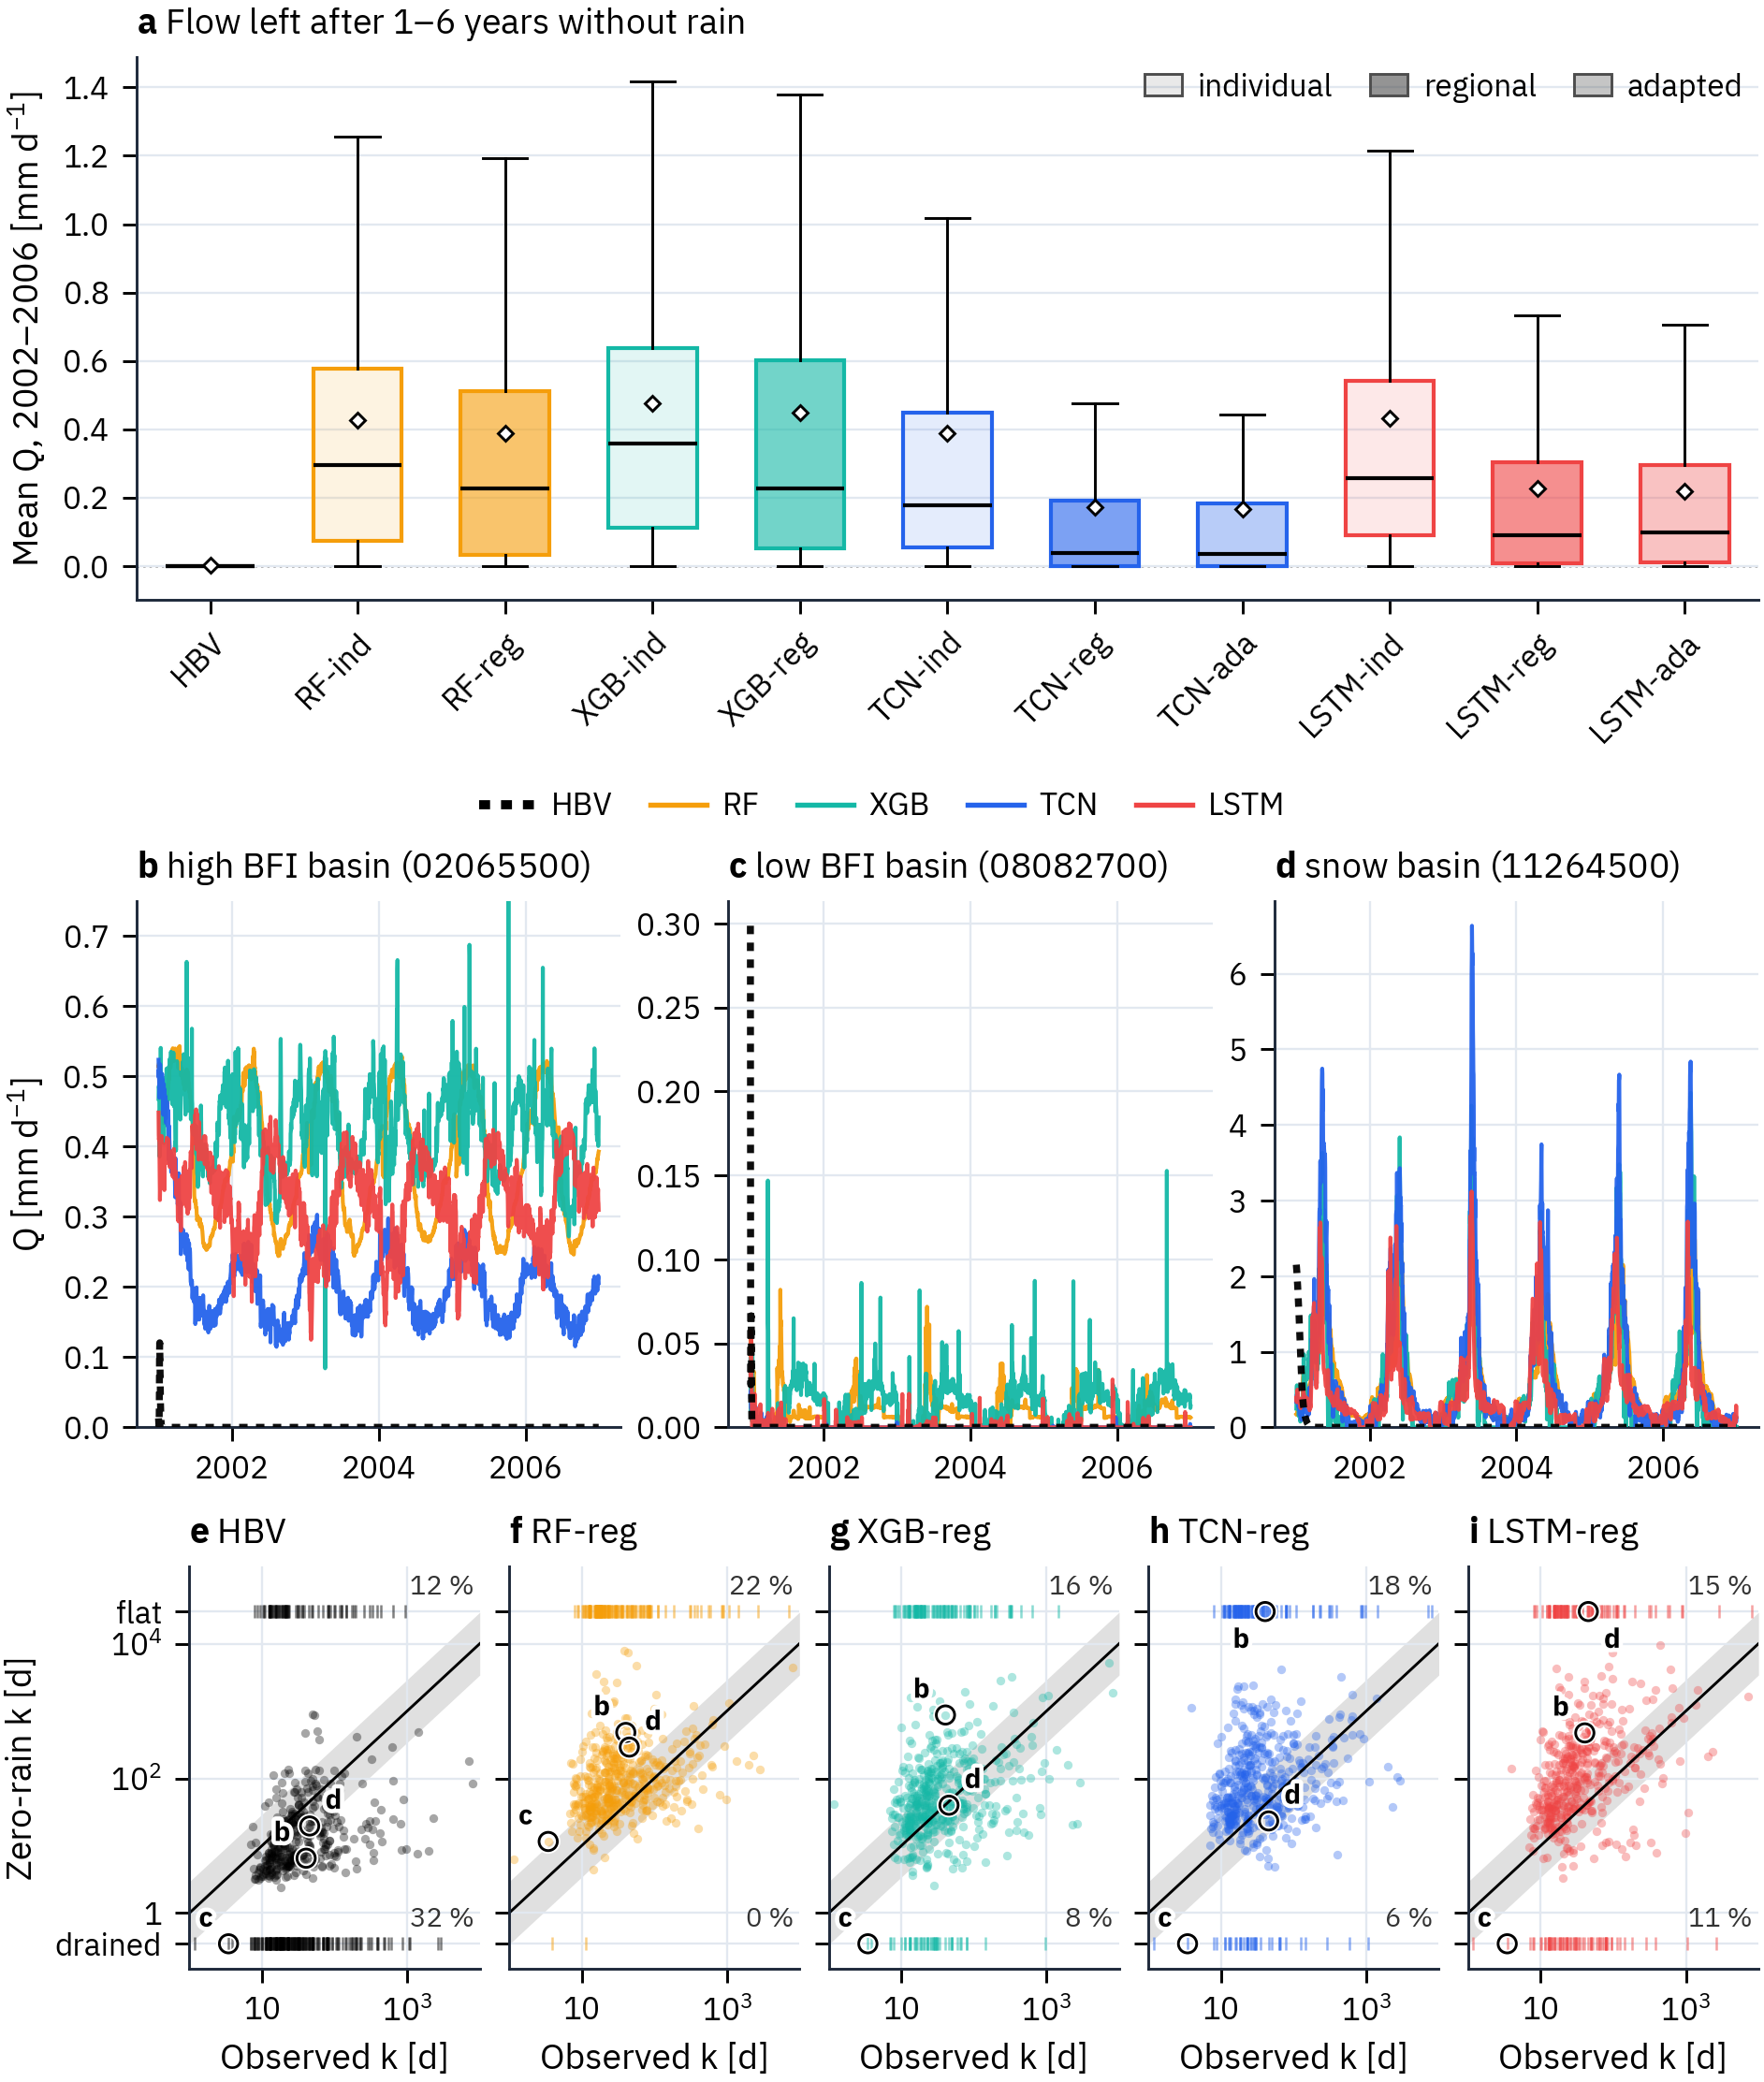 a Flow left after 1–6 years without rain
individual regional adapted
Mean Q, 2002–2006 [mm d⁻¹]
1.4
1.2
1.0
0.8
0.6
0.4
0.2
0.0
HBV RF-ind RF-reg XGB-ind XGB-reg TCN-ind TCN-reg TCN-ada LSTM-ind LSTM-reg LSTM-ada
HBV RF XGB TCN LSTM
b high BFI basin (02065500)
Q [mm d⁻¹]
0.7
0.6
0.5
0.4
0.3
0.2
0.1
0.0
2002 2004 2006
c low BFI basin (08082700)
0.30
0.25
0.20
0.15
0.10
0.05
0.00
2002 2004 2006
d snow basin (11264500)
6
5
4
3
2
1
0
2002 2004 2006
Zero-rain k [d]
flat
10⁴
10²
1
drained
e HBV
12 %
d
b
c
32 %
10 10³
Observed k [d]
f RF-reg
22 %
b
d
c
0 %
10 10³
Observed k [d]
g XGB-reg
16 %
b
d
c
8 %
10 10³
Observed k [d]
h TCN-reg
18 %
b
d
c
6 %
10 10³
Observed k [d]
i LSTM-reg
15 %
d
b
c
11 %
10 10³
Observed k [d]